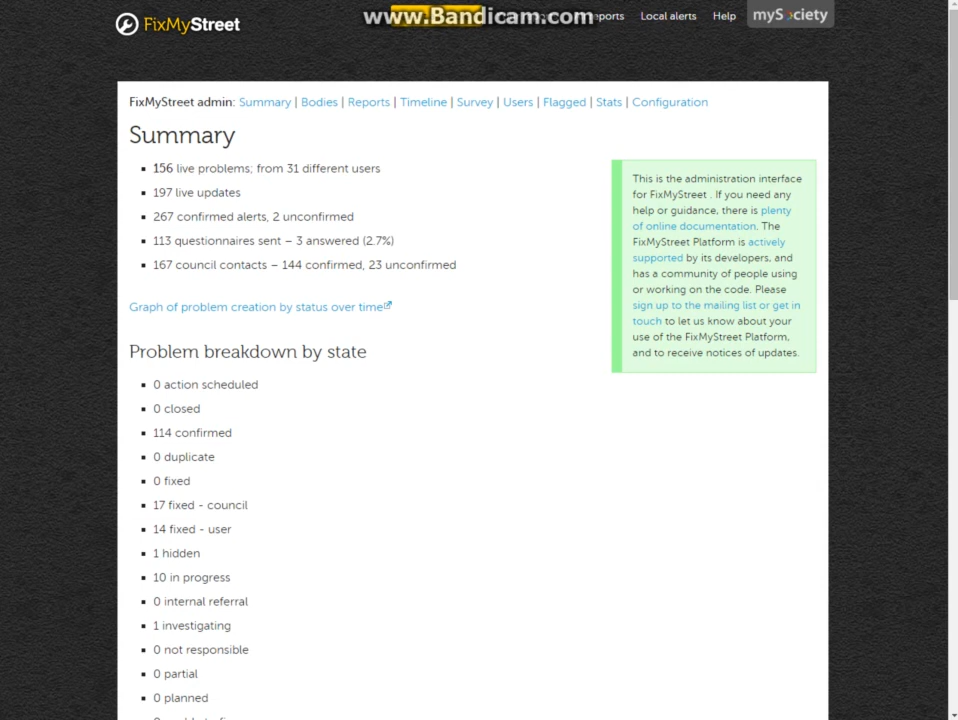 FixMyStreet
www.Bandicam.com
Local alerts
Help
mySociety
FixMyStreet admin: Summary | Bodies | Reports | Timeline | Survey | Users | Flagged | Stats | Configuration
Summary
156 live problems; from 31 different users
197 live updates
267 confirmed alerts, 2 unconfirmed
113 questionnaires sent – 3 answered (2.7%)
167 council contacts – 144 confirmed, 23 unconfirmed
Graph of problem creation by status over time
This is the administration interface
for FixMyStreet . If you need any
help or guidance, there is plenty
of online documentation. The
FixMyStreet Platform is actively
supported by its developers, and
has a community of people using
or working on the code. Please
sign up to the mailing list or get in
touch to let us know about your
use of the FixMyStreet Platform,
and to receive notices of updates.
Problem breakdown by state
0 action scheduled
0 closed
114 confirmed
0 duplicate
0 fixed
17 fixed - council
14 fixed - user
1 hidden
10 in progress
0 internal referral
1 investigating
0 not responsible
0 partial
0 planned